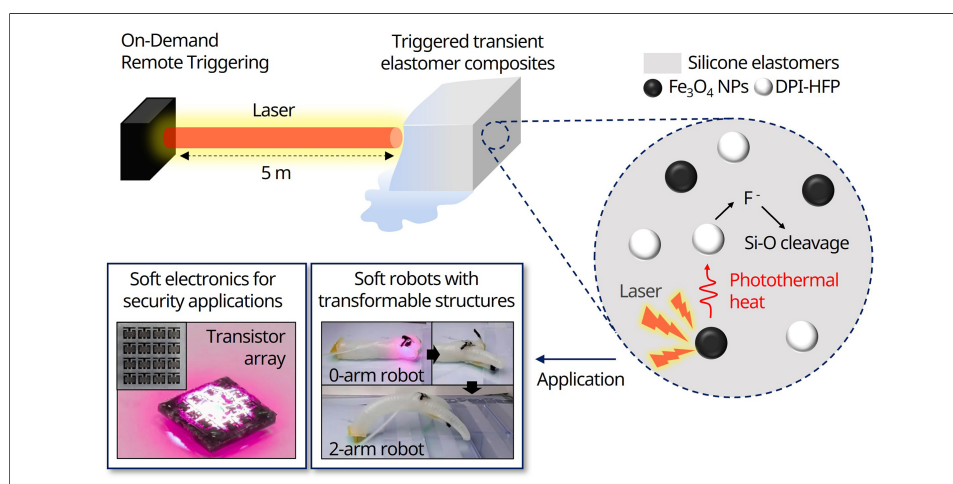 On-Demand
Remote Triggering
Laser
5 m
Triggered transient
elastomer composites
Silicone elastomers
Fe₃O₄ NPs
DPI-HFP
F⁻
Si-O cleavage
Photothermal
heat
Laser
Application
Soft electronics for
security applications
Transistor
array
Soft robots with
transformable structures
0-arm robot
2-arm robot